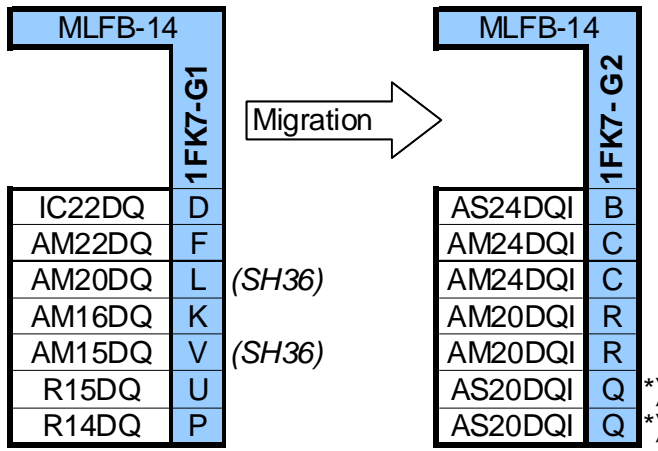 MLFB-14 MLFB-14
1FK7-G1 1FK7- G2
Migration
IC22DQ D AS24DQI B
AM22DQ F AM24DQI C
AM20DQ L (SH36) AM24DQI C
AM16DQ K AM20DQI R
AM15DQ V (SH36) AM20DQI R
R15DQ U AS20DQI Q *)
R14DQ P AS20DQI Q *)